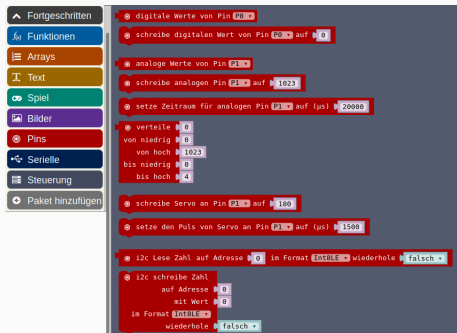 Fortgeschritten
Funktionen
Arrays
Text
Spiel
Bilder
Pins
Serielle
Steuerung
Paket hinzufügen
digitale Werte von Pin P0
schreibe digitalen Wert von Pin P0 auf 0
analoge Werte von Pin P1
schreibe analogen Pin P1 auf 1023
setze Zeitraum für analogen Pin P1 auf (µs) 20000
verteile 0
von niedrig 0
von hoch 1023
bis niedrig 0
bis hoch 4
schreibe Servo an Pin P1 auf 180
setze den Puls von Servo an Pin P1 auf (µs) 1500
i2c Lese Zahl auf Adresse 0 im Format Int8LE wiederhole falsch
i2c schreibe Zahl
auf Adresse 0
mit Wert 0
im Format Int8LE
wiederhole falsch